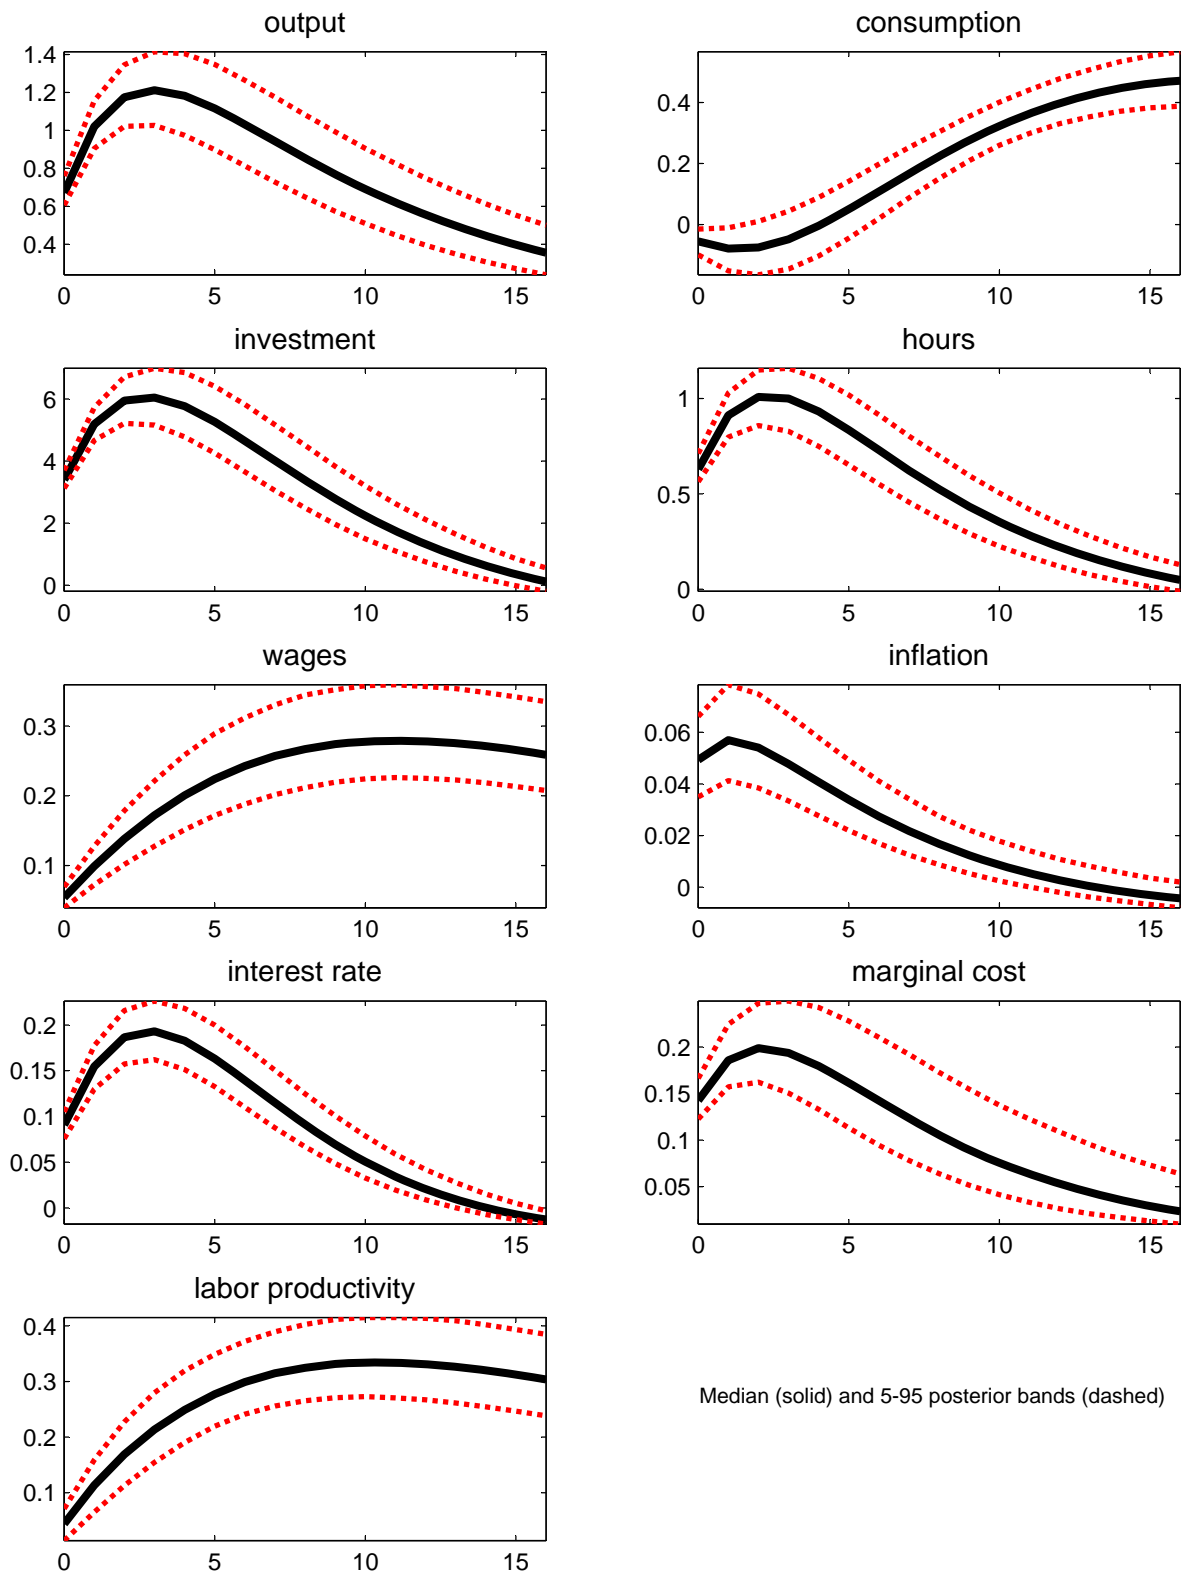 output
1.4
1.2
1
0.8
0.6
0.4
0 5 10 15
consumption
0.4
0.2
0
0 5 10 15
investment
6
4
2
0
0 5 10 15
hours
1
0.5
0
0 5 10 15
wages
0.3
0.2
0.1
0 5 10 15
inflation
0.06
0.04
0.02
0
0 5 10 15
interest rate
0.2
0.15
0.1
0.05
0
0 5 10 15
marginal cost
0.2
0.15
0.1
0.05
0 5 10 15
labor productivity
0.4
0.3
0.2
0.1
0 5 10 15
Median (solid) and 5-95 posterior bands (dashed)